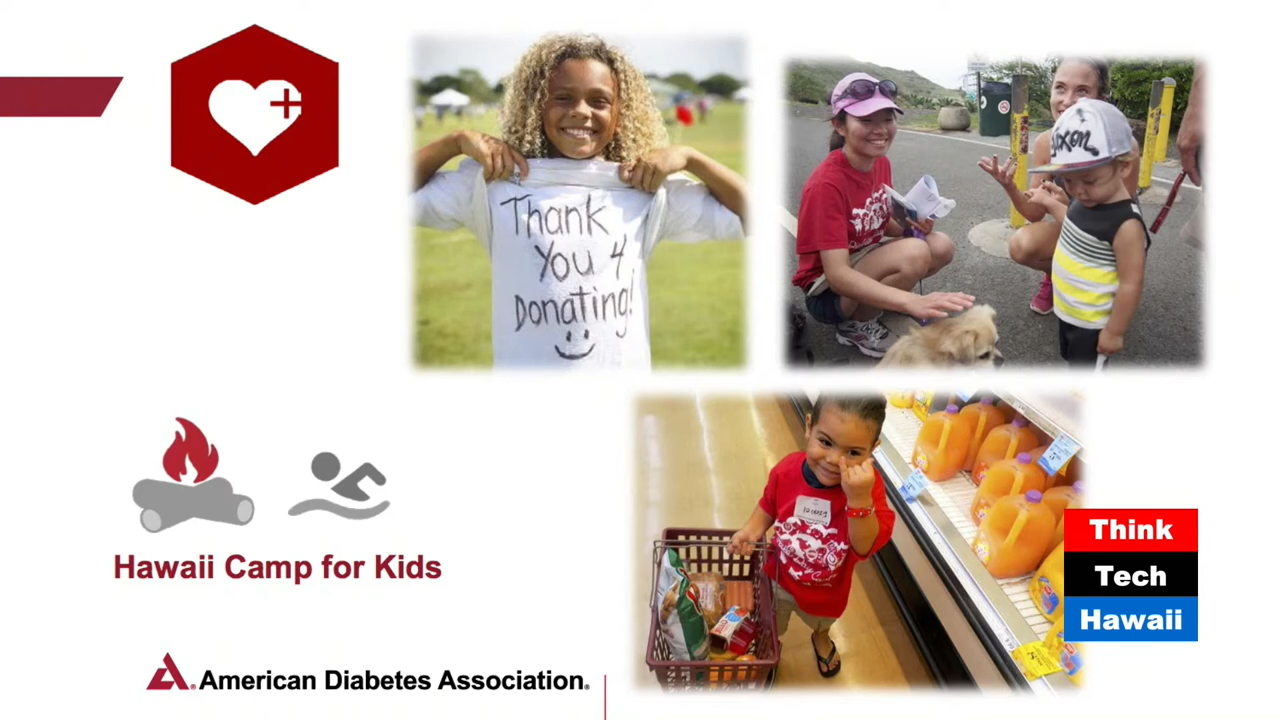 Thank
You 4
Donating!
Hawaii Camp for Kids
American Diabetes Association®
Think
Tech
Hawaii